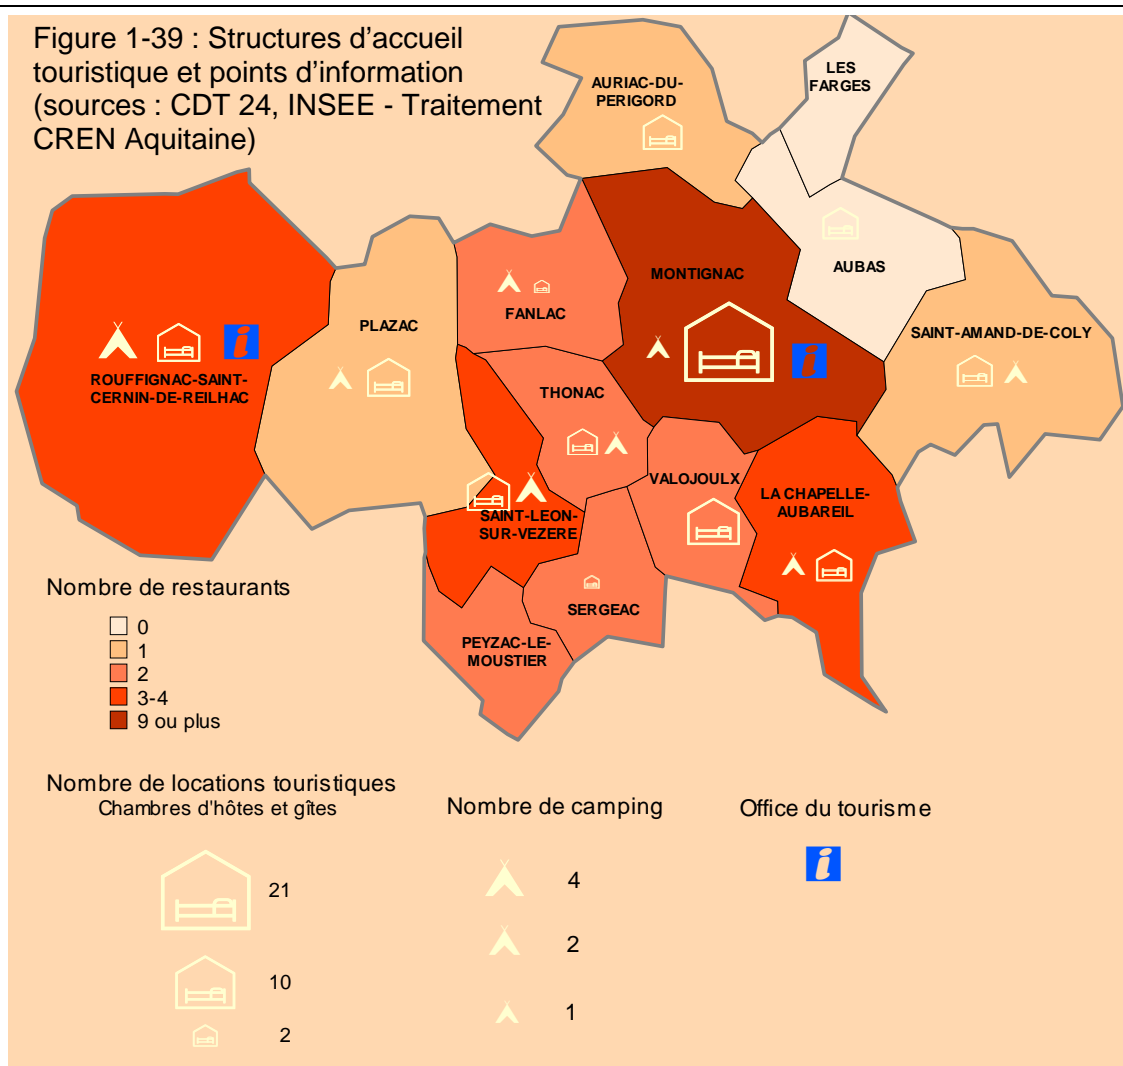 Figure 1-39 : Structures d'accueil
touristique et points d'information
(sources : CDT 24, INSEE - Traitement
CREN Aquitaine)
LES
FARGES
AURIAC-DU-
PERIGORD
AUBAS
MONTIGNAC
FANLAC
PLAZAC
SAINT-AMAND-DE-COLY
ROUFFIGNAC-SAINT-
CERNIN-DE-REILHAC
THONAC
VALOJOULX
LA CHAPELLE-
AUBAREIL
SAINT-LEON-
SUR-VEZERE
SERGEAC
PEYZAC-LE-
MOUSTIER
Nombre de restaurants
0
1
2
3-4
9 ou plus
Nombre de locations touristiques
Chambres d'hôtes et gîtes
21
10
2
Nombre de camping
4
2
1
Office du tourisme
i
i
i